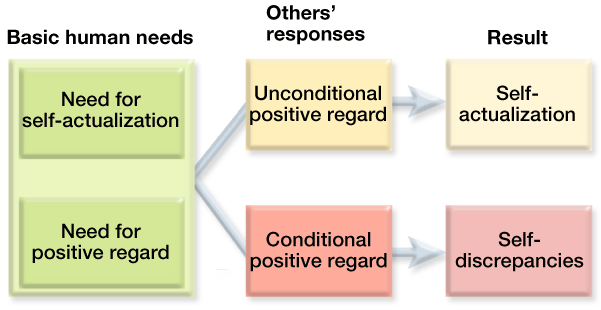 Basic human needs
Others’
responses
Result
Need for
self-actualization
Need for
positive regard
Unconditional
positive regard
Conditional
positive regard
Self-
actualization
Self-
discrepancies